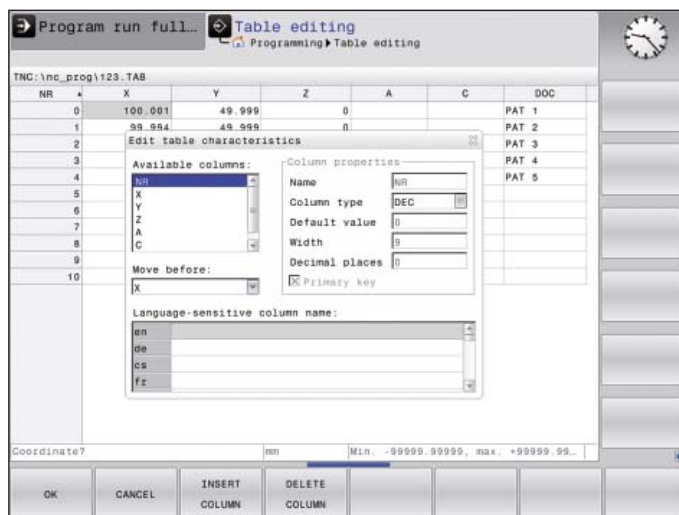 Program run full…
Table editing
Programming Table editing
TNC:\nc_prog\123.TAB
NR X Y Z A C DOC
0 100.001 49.999 0 PAT 1
1 99.994 49.999 0 PAT 2
2 PAT 3
3 PAT 4
4 PAT 5
5
6
7
8
9
10
Edit table characteristics
Available columns:
NR
X
Y
Z
A
C
Move before:
X
Column properties
Name NR
Column type DEC
Default value 0
Width 9
Decimal places 0
Primary key
Language-sensitive column name:
en
de
cs
fr
Coordinate? mm Min. -99999.99999, max. +99999.99…
OK
CANCEL
INSERT COLUMN
DELETE COLUMN